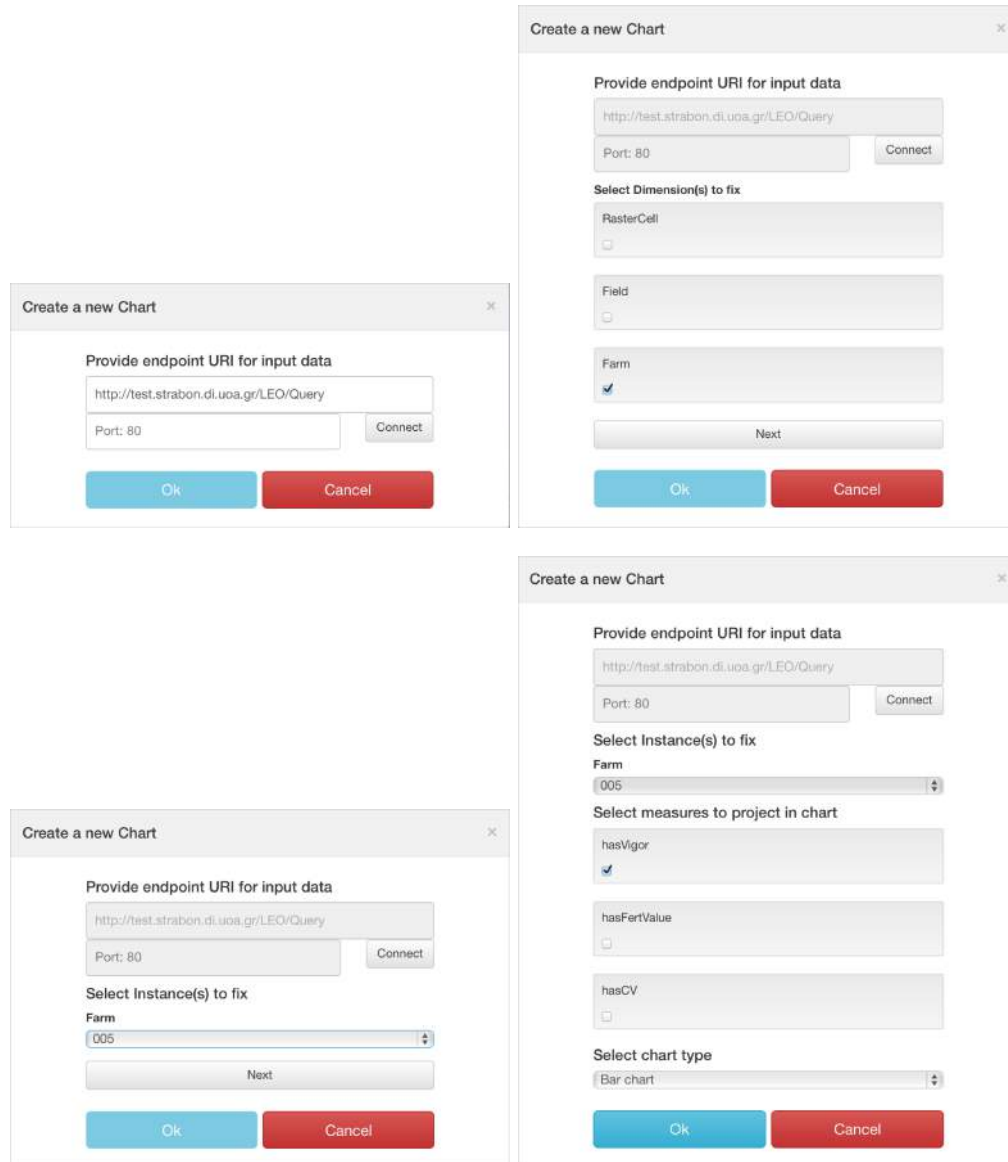 Create a new Chart ×
Provide endpoint URI for input data
http://test.strabon.di.uoa.gr/LEO/Query
Port: 80 Connect
Ok Cancel
Create a new Chart ×
Provide endpoint URI for input data
http://test.strabon.di.uoa.gr/LEO/Query
Port: 80 Connect
Select Dimension(s) to fix
RasterCell
Field
Farm
Next
Ok Cancel
Create a new Chart ×
Provide endpoint URI for input data
http://test.strabon.di.uoa.gr/LEO/Query
Port: 80 Connect
Select Instance(s) to fix
Farm
005
Next
Ok Cancel
Create a new Chart ×
Provide endpoint URI for input data
http://test.strabon.di.uoa.gr/LEO/Query
Port: 80 Connect
Select Instance(s) to fix
Farm
005
Select measures to project in chart
hasVigor
hasFertValue
hasCV
Select chart type
Bar chart
Ok Cancel